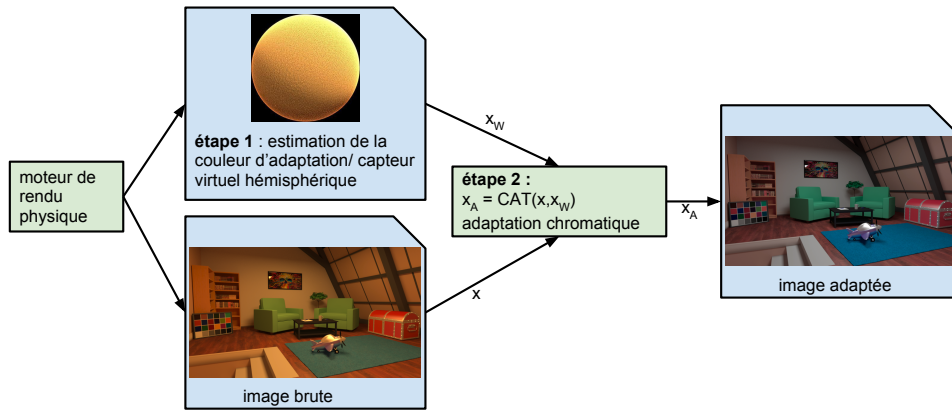 moteur de
rendu
physique
étape 1 : estimation de la
couleur d'adaptation/ capteur
virtuel hémisphérique
image brute
x_W
x
étape 2 :
x_A = CAT(x,x_W)
adaptation chromatique
x_A
image adaptée